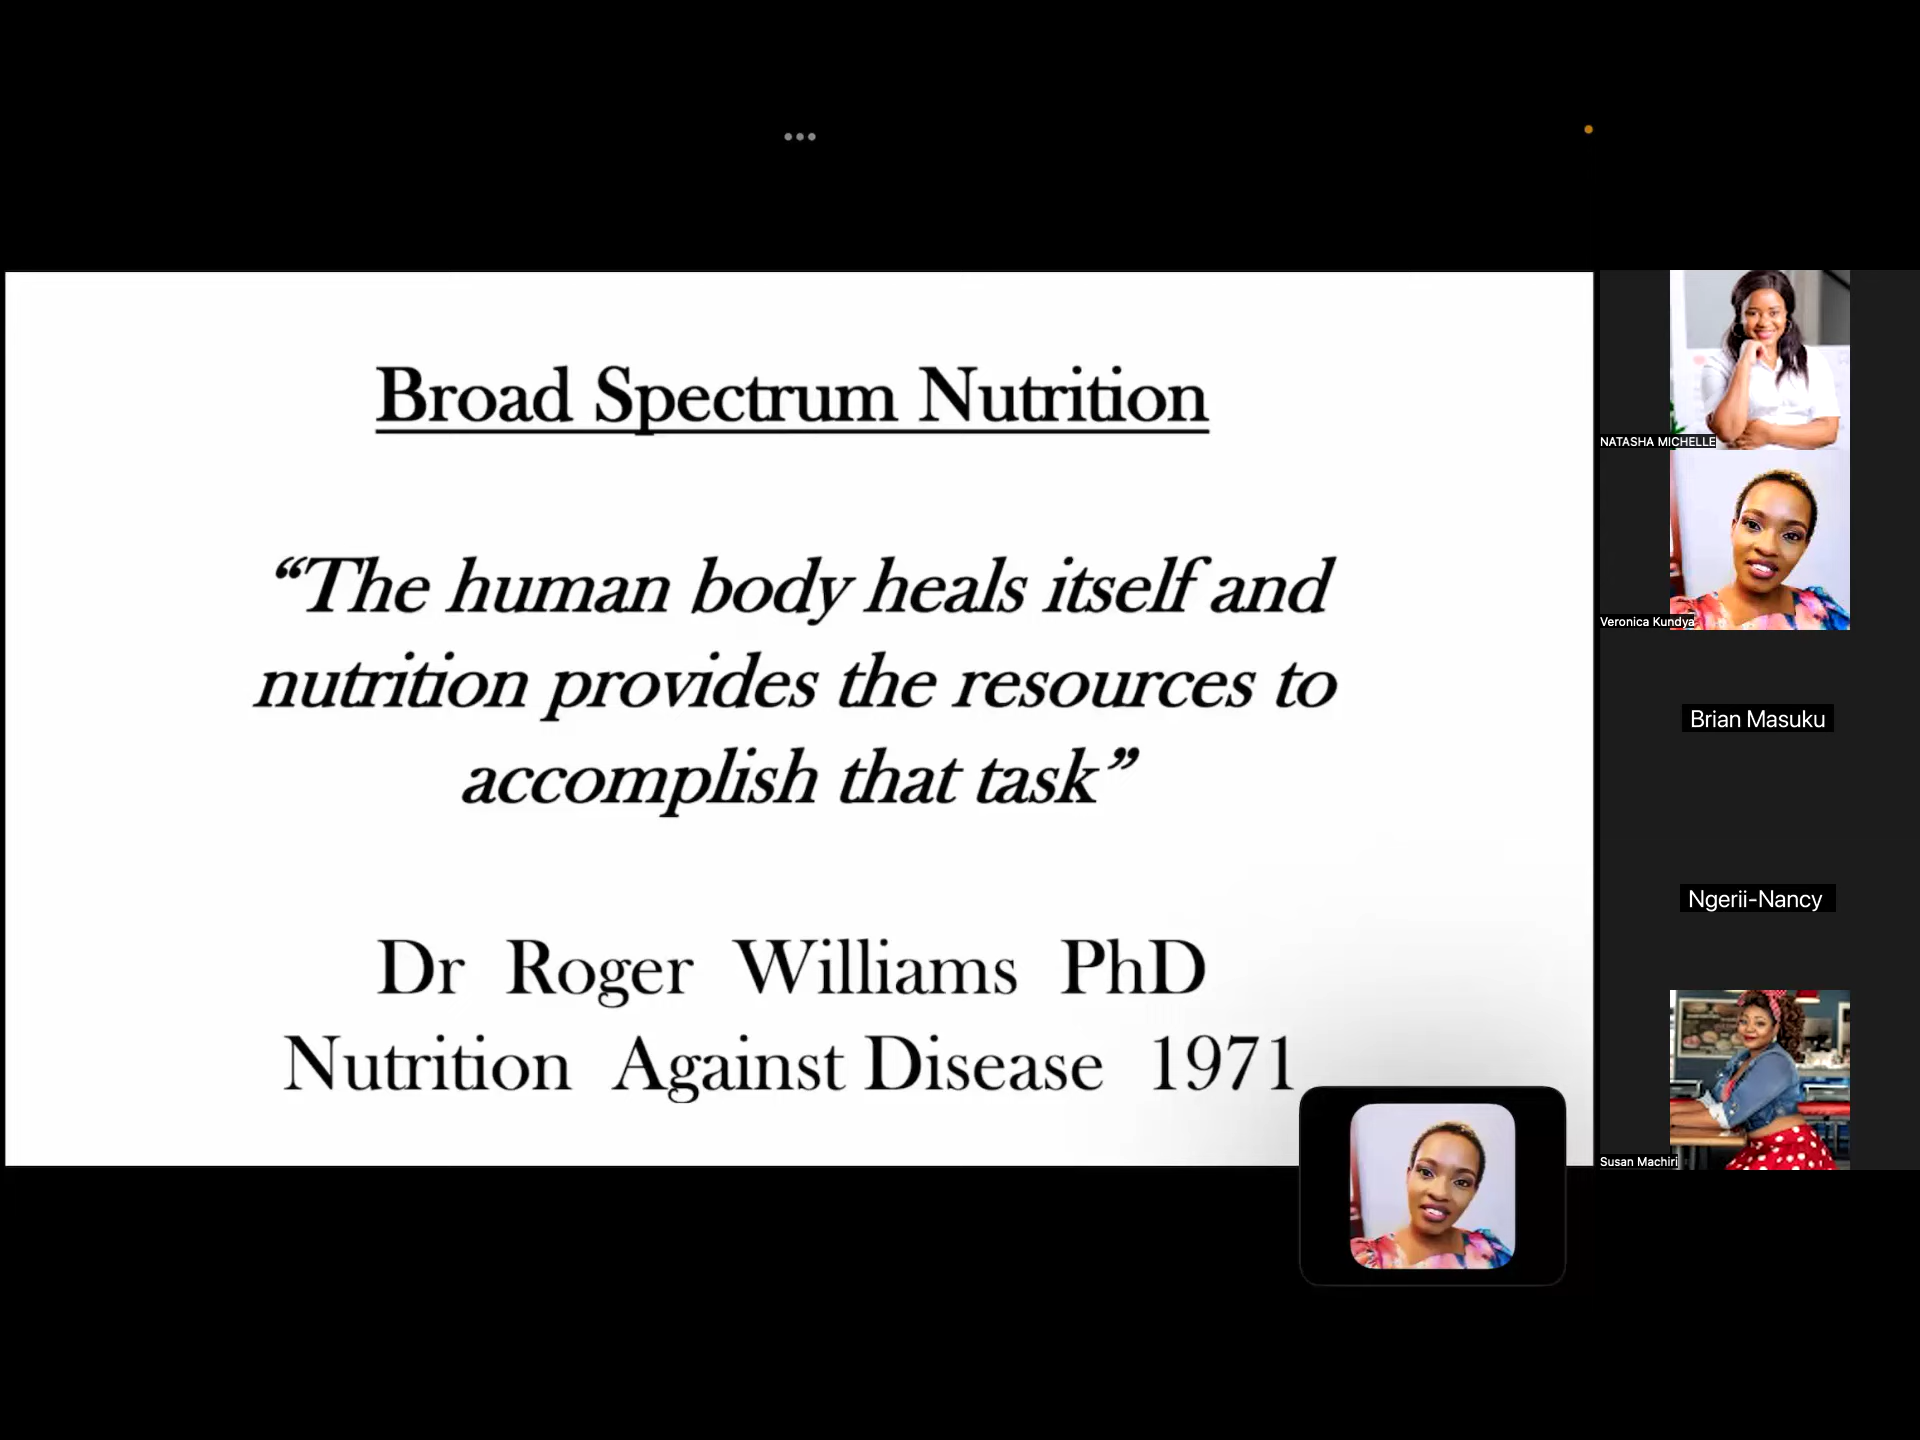 Broad Spectrum Nutrition
“The human body heals itself and
nutrition provides the resources to
accomplish that task”
Dr Roger Williams PhD
Nutrition Against Disease 1971
NATASHA MICHELLE
Veronica Kundya
Brian Masuku
Ngerii-Nancy
Susan Machiri